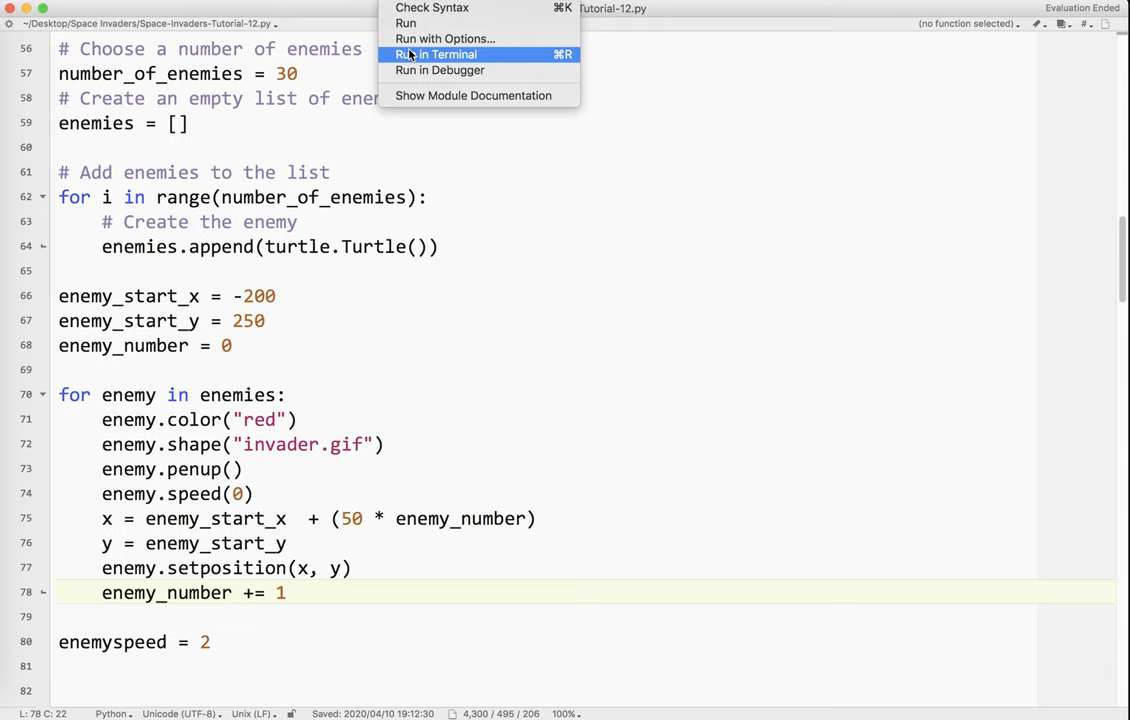 Check Syntax ⌘K
Tutorial-12.py
Evaluation Ended
~/Desktop/Space Invaders/Space-Invaders-Tutorial-12.py
Run
(no function selected)
#
Run with Options...
Run in Terminal ⌘R
Run in Debugger
Show Module Documentation
56 # Choose a number of enemies
57 number_of_enemies = 30
58 # Create an empty list of ene
59 enemies = []
60
61 # Add enemies to the list
62 for i in range(number_of_enemies):
63 # Create the enemy
64 enemies.append(turtle.Turtle())
65
66 enemy_start_x = -200
67 enemy_start_y = 250
68 enemy_number = 0
69
70 for enemy in enemies:
71 enemy.color("red")
72 enemy.shape("invader.gif")
73 enemy.penup()
74 enemy.speed(0)
75 x = enemy_start_x  + (50 * enemy_number)
76 y = enemy_start_y
77 enemy.setposition(x, y)
78 enemy_number += 1
79
80 enemyspeed = 2
81
82
L: 78 C: 22 Python Unicode (UTF-8) Unix (LF) Saved: 2020/04/10 19:12:30 4,300 / 495 / 206 100%